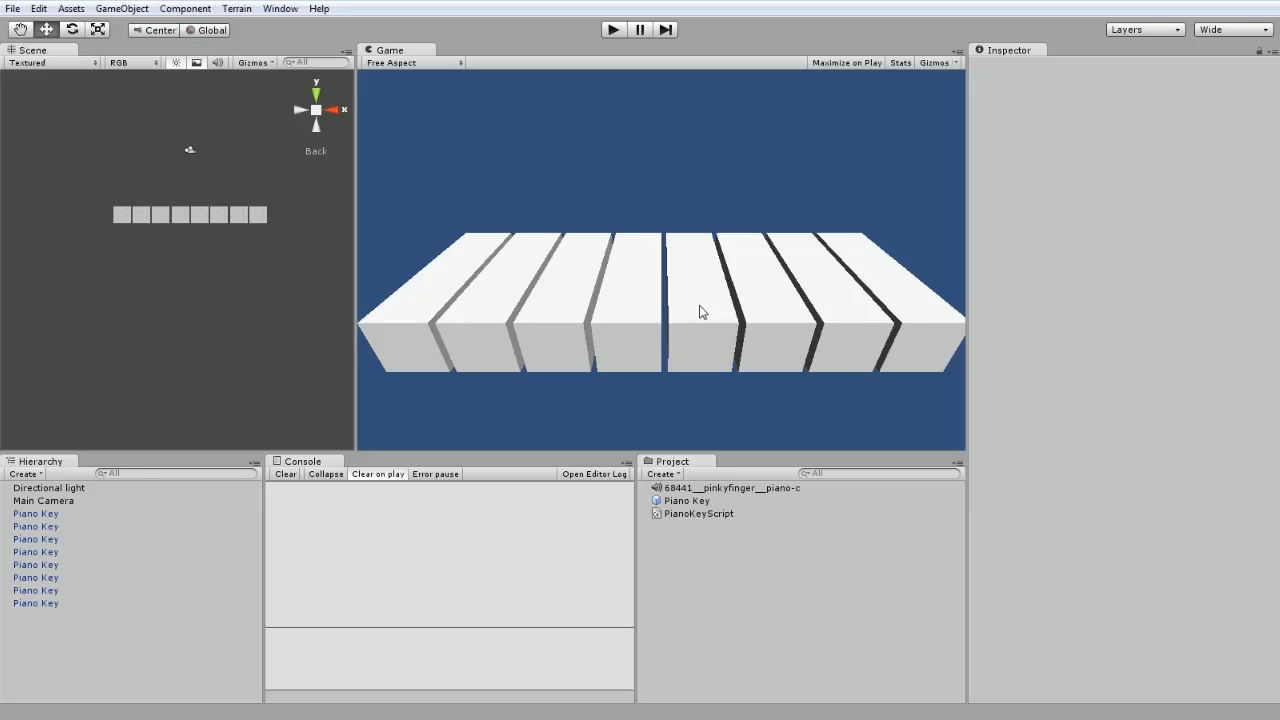 File Edit Assets GameObject Component Terrain Window Help
Center Global Layers Wide
Scene Game Inspector
Textured RGB Gizmos All Free Aspect Maximize on Play Stats Gizmos
y
x
Back
Hierarchy Console Project
Create All Clear Collapse Clear on play Error pause Open Editor Log Create All
Directional light
Main Camera
Piano Key
Piano Key
Piano Key
Piano Key
Piano Key
Piano Key
Piano Key
Piano Key
68441__pinkyfinger__piano-c
Piano Key
PianoKeyScript